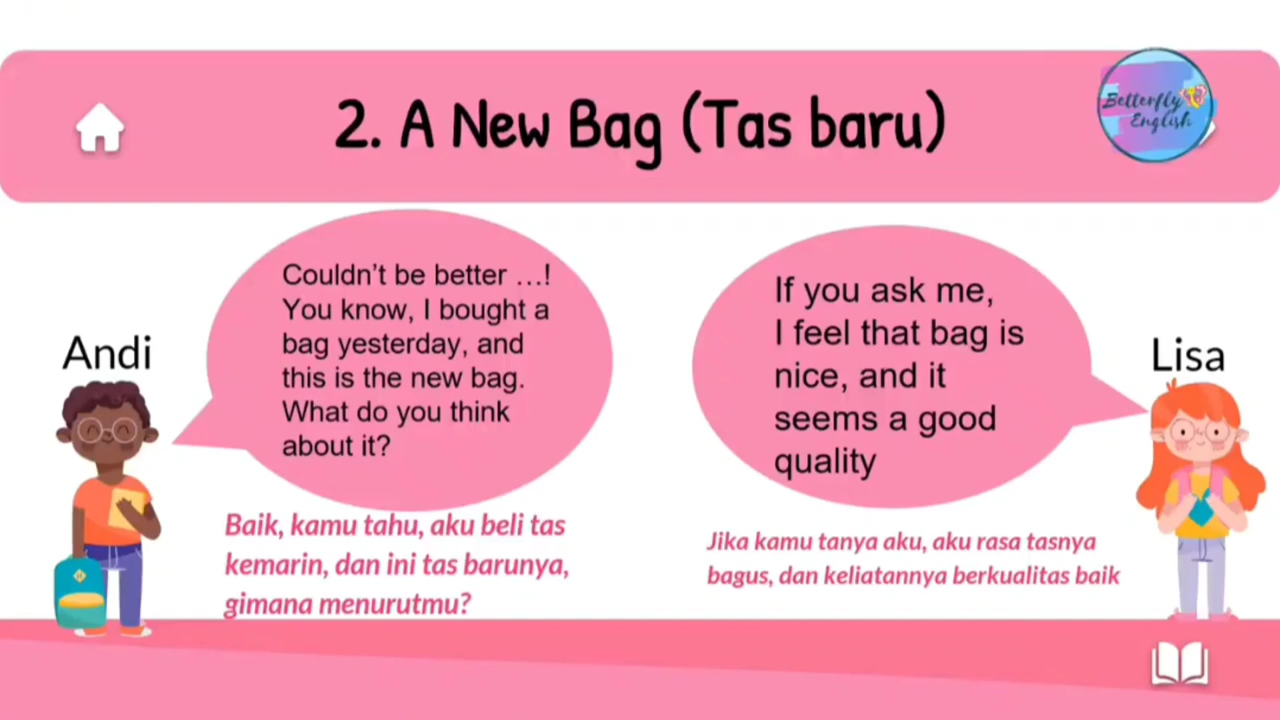 2. A New Bag (Tas baru)
Betterfly
English
Andi
Couldn't be better ...!
You know, I bought a
bag yesterday, and
this is the new bag.
What do you think
about it?
Baik, kamu tahu, aku beli tas
kemarin, dan ini tas barunya,
gimana menurutmu?
If you ask me,
I feel that bag is
nice, and it
seems a good
quality
Lisa
Jika kamu tanya aku, aku rasa tasnya
bagus, dan keliatannya berkualitas baik